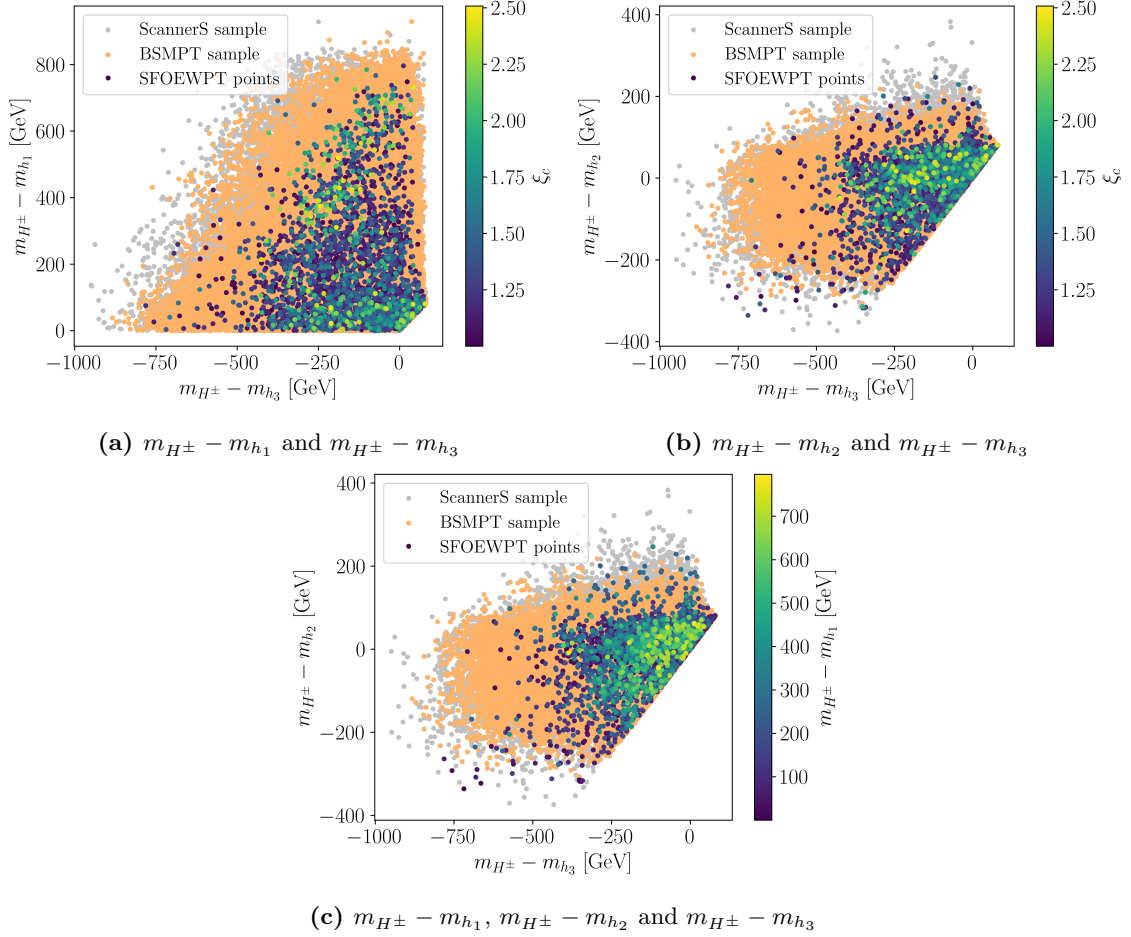 ScannerS sample
BSMPT sample
SFOEWPT points
800
600
400
200
0
m_{H^±} − m_{h_1} [GeV]
−1000 −750 −500 −250 0
m_{H^±} − m_{h_3} [GeV]
2.50
2.25
2.00
1.75
1.50
1.25
ξ_c
ScannerS sample
BSMPT sample
SFOEWPT points
400
200
0
−200
−400
m_{H^±} − m_{h_2} [GeV]
−1000 −750 −500 −250 0
m_{H^±} − m_{h_3} [GeV]
2.50
2.25
2.00
1.75
1.50
1.25
ξ_c
(a) m_{H^±} − m_{h_1} and m_{H^±} − m_{h_3}
(b) m_{H^±} − m_{h_2} and m_{H^±} − m_{h_3}
ScannerS sample
BSMPT sample
SFOEWPT points
400
200
0
−200
−400
m_{H^±} − m_{h_2} [GeV]
−1000 −750 −500 −250 0
m_{H^±} − m_{h_3} [GeV]
700
600
500
400
300
200
100
m_{H^±} − m_{h_1} [GeV]
(c) m_{H^±} − m_{h_1}, m_{H^±} − m_{h_2} and m_{H^±} − m_{h_3}